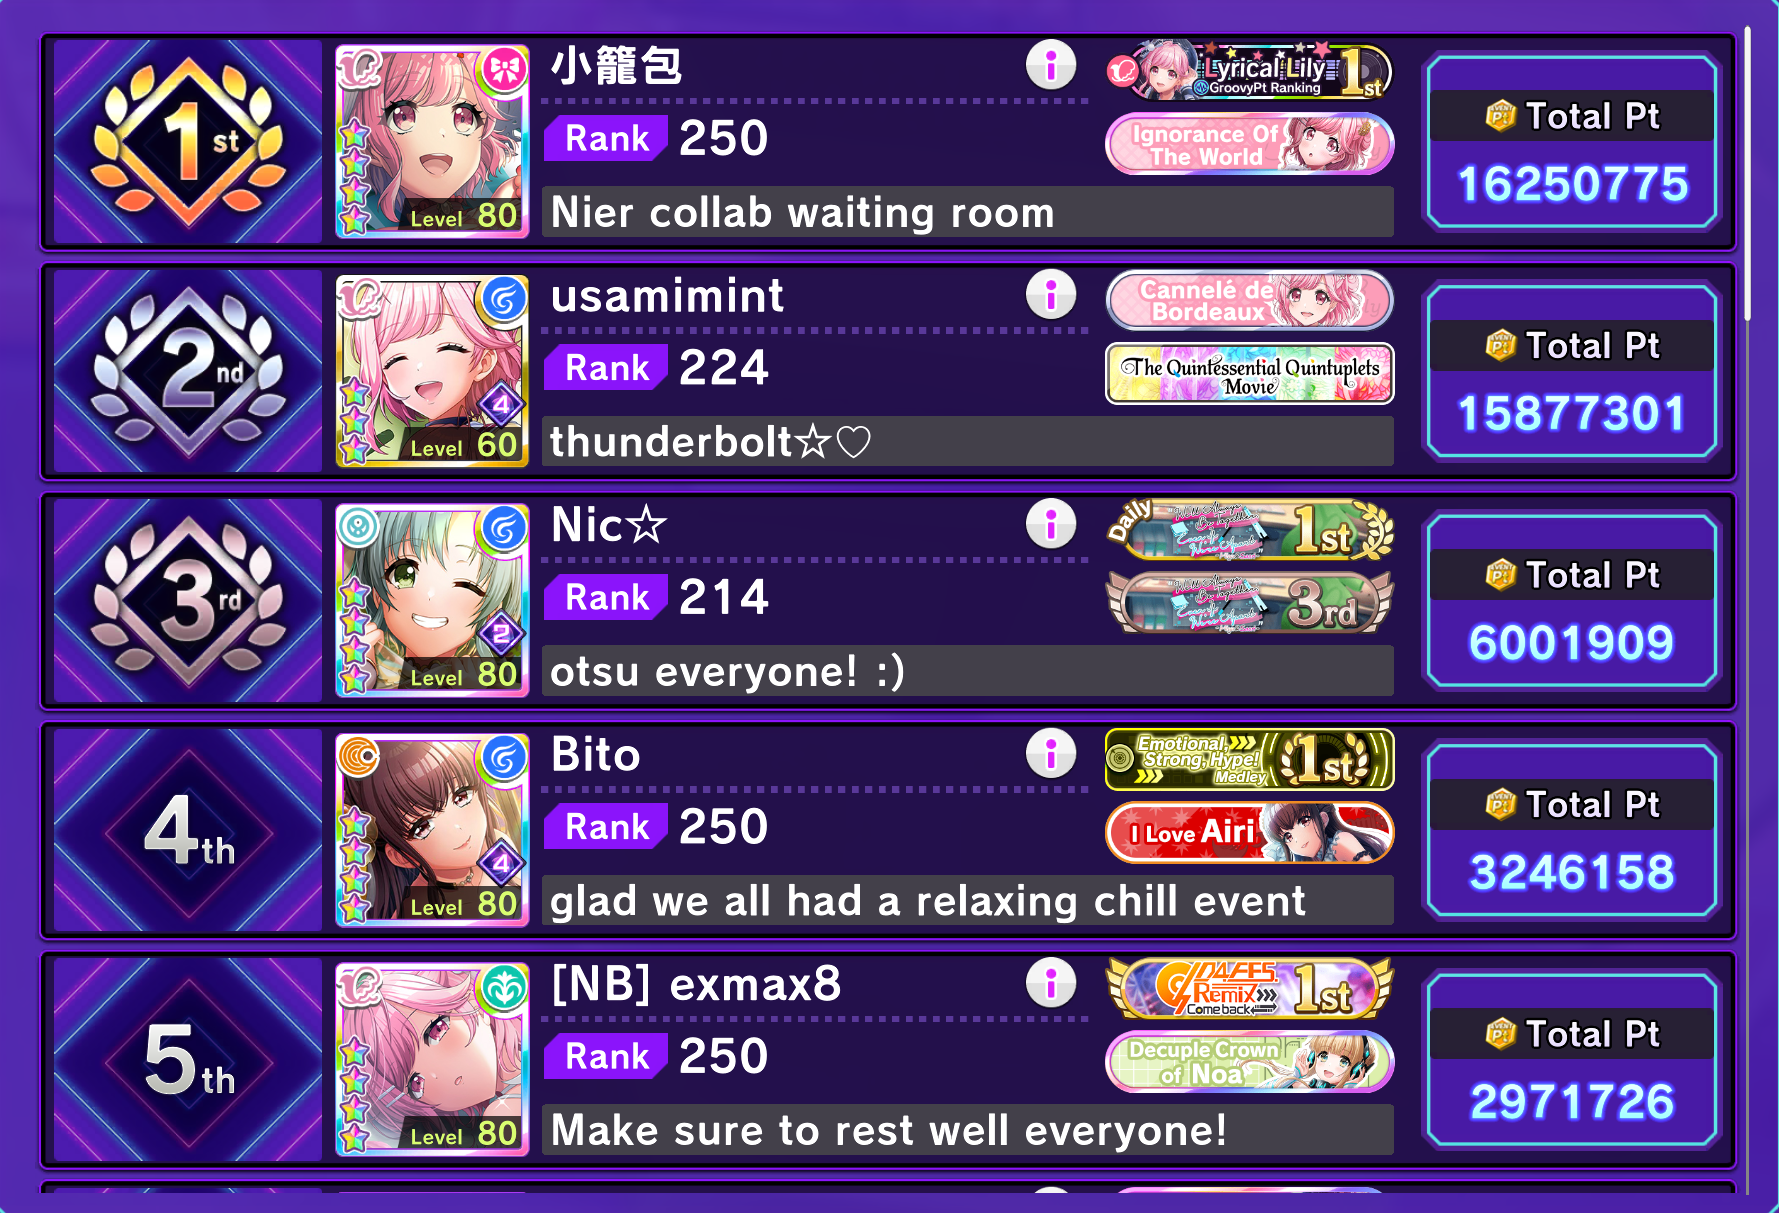 1st
Level 80
小籠包
Rank 250
Nier collab waiting room
Lyrical Lily 1st
GroovyPt Ranking
Ignorance Of
The World
Total Pt
16250775
2nd
4
Level 60
usamimint
Rank 224
thunderbolt☆♡
Cannelé de
Bordeaux
The Quintessential Quintuplets
Movie
Total Pt
15877301
3rd
2
Level 80
Nic☆
Rank 214
otsu everyone! :)
Daily
1st
3rd
Total Pt
6001909
4th
4
Level 80
Bito
Rank 250
glad we all had a relaxing chill event
Emotional,
Strong, Hype!
Medley
1st
I Love Airi
Total Pt
3246158
5th
Level 80
[NB] exmax8
Rank 250
Make sure to rest well everyone!
D4FES.
Remix
Comeback
1st
Decuple Crown
of Noa
Total Pt
2971726